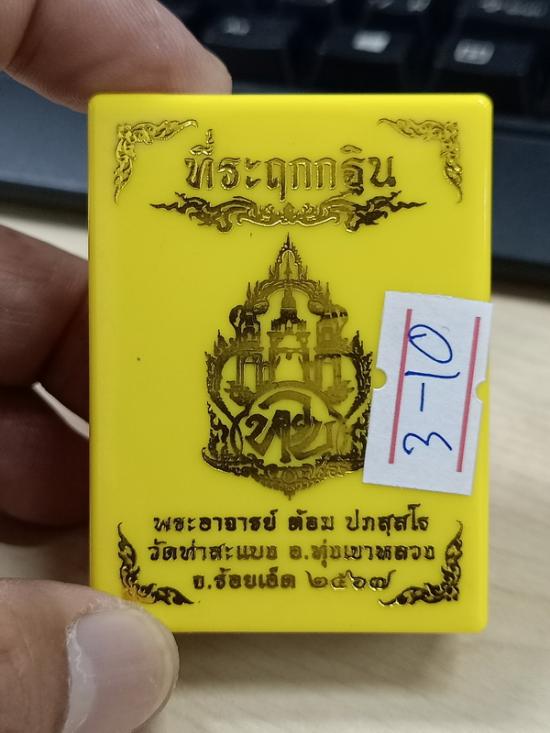 ที่ระฤกกฐิน
พระอาจารย์ ต้อม ปภสฺสโร
วัดท่าสะแบง อ.ทุ่งเขาหลวง
จ.ร้อยเอ็ด ๒๕๖๗
3-10